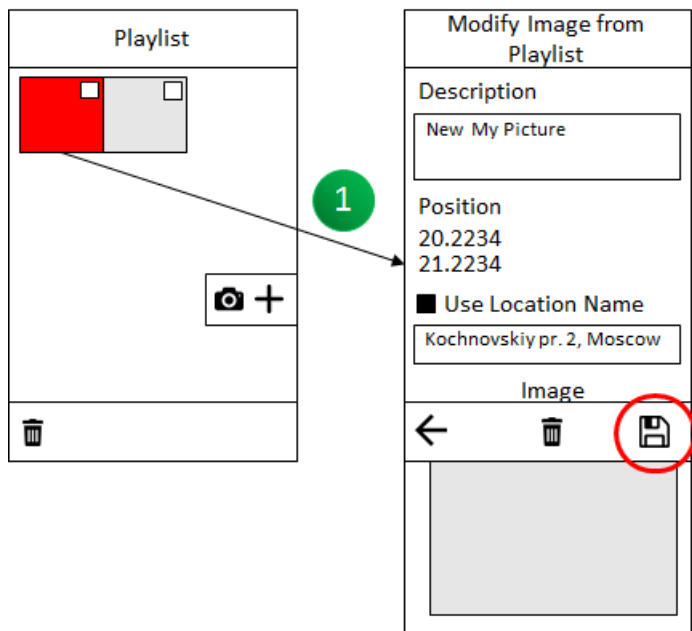 Playlist
1
Modify Image from
Playlist
Description
New My Picture
Position
20.2234
21.2234
Use Location Name
Kochnovskiy pr. 2, Moscow
Image